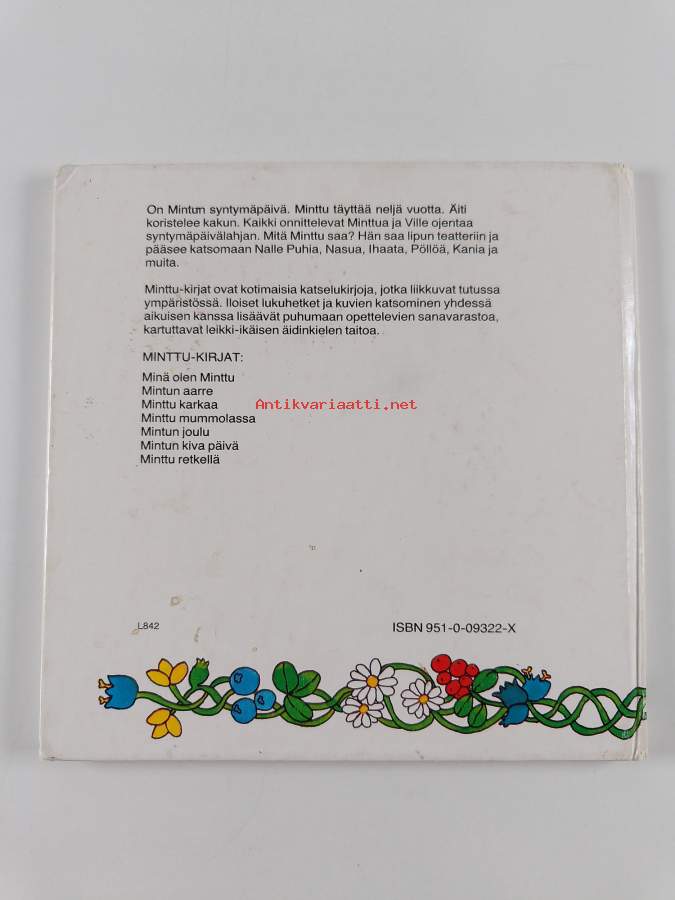 On Mintun syntymäpäivä. Minttu täyttää neljä vuotta. Äiti
koristelee kakun. Kaikki onnittelevat Minttua ja Ville ojentaa
syntymäpäivälahjan. Mitä Minttu saa? Hän saa lipun teatteriin ja
pääsee katsomaan Nalle Puhia, Nasua, Ihaata, Pöllöä, Kania ja
muita.
Minttu-kirjat ovat kotimaisia katselukirjoja, jotka liikkuvat tutussa
ympäristössä. Iloiset lukuhetket ja kuvien katsominen yhdessä
aikuisen kanssa lisäävät puhumaan opettelevien sanavarastoa,
kartuttavat leikki-ikäisen äidinkielen taitoa.
MINTTU-KIRJAT:
Minä olen Minttu
Mintun aarre
Minttu karkaa
Antikvariaatti.net
Minttu mummolassa
Mintun joulu
Mintun kiva päivä
Minttu retkellä
L842
ISBN 951-0-09322-X